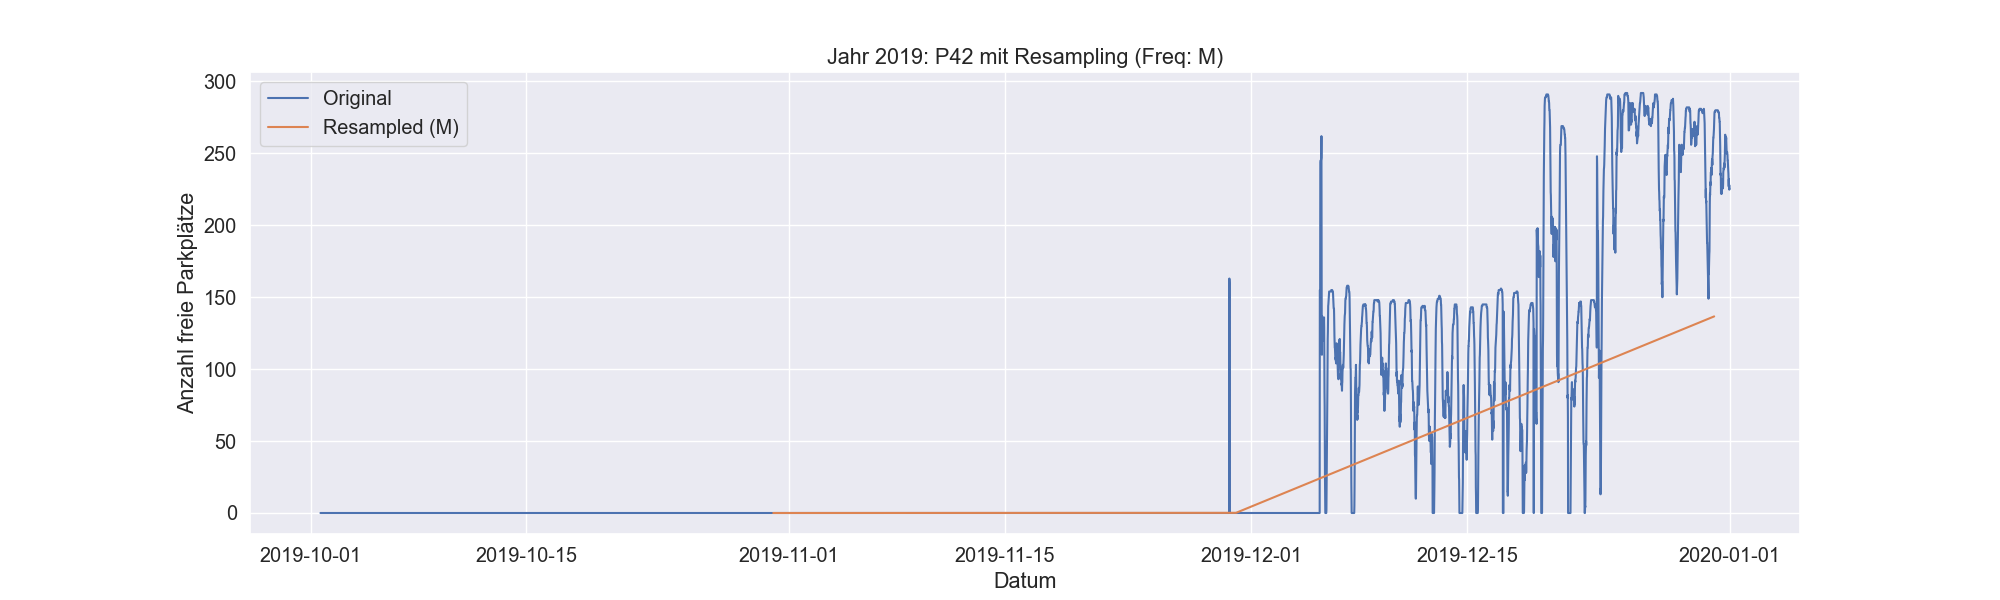 Jahr 2019: P42 mit Resampling (Freq: M)
Original
Resampled (M)
Anzahl freie Parkplätze
300
250
200
150
100
50
0
2019-10-01
2019-10-15
2019-11-01
2019-11-15
2019-12-01
2019-12-15
2020-01-01
Datum